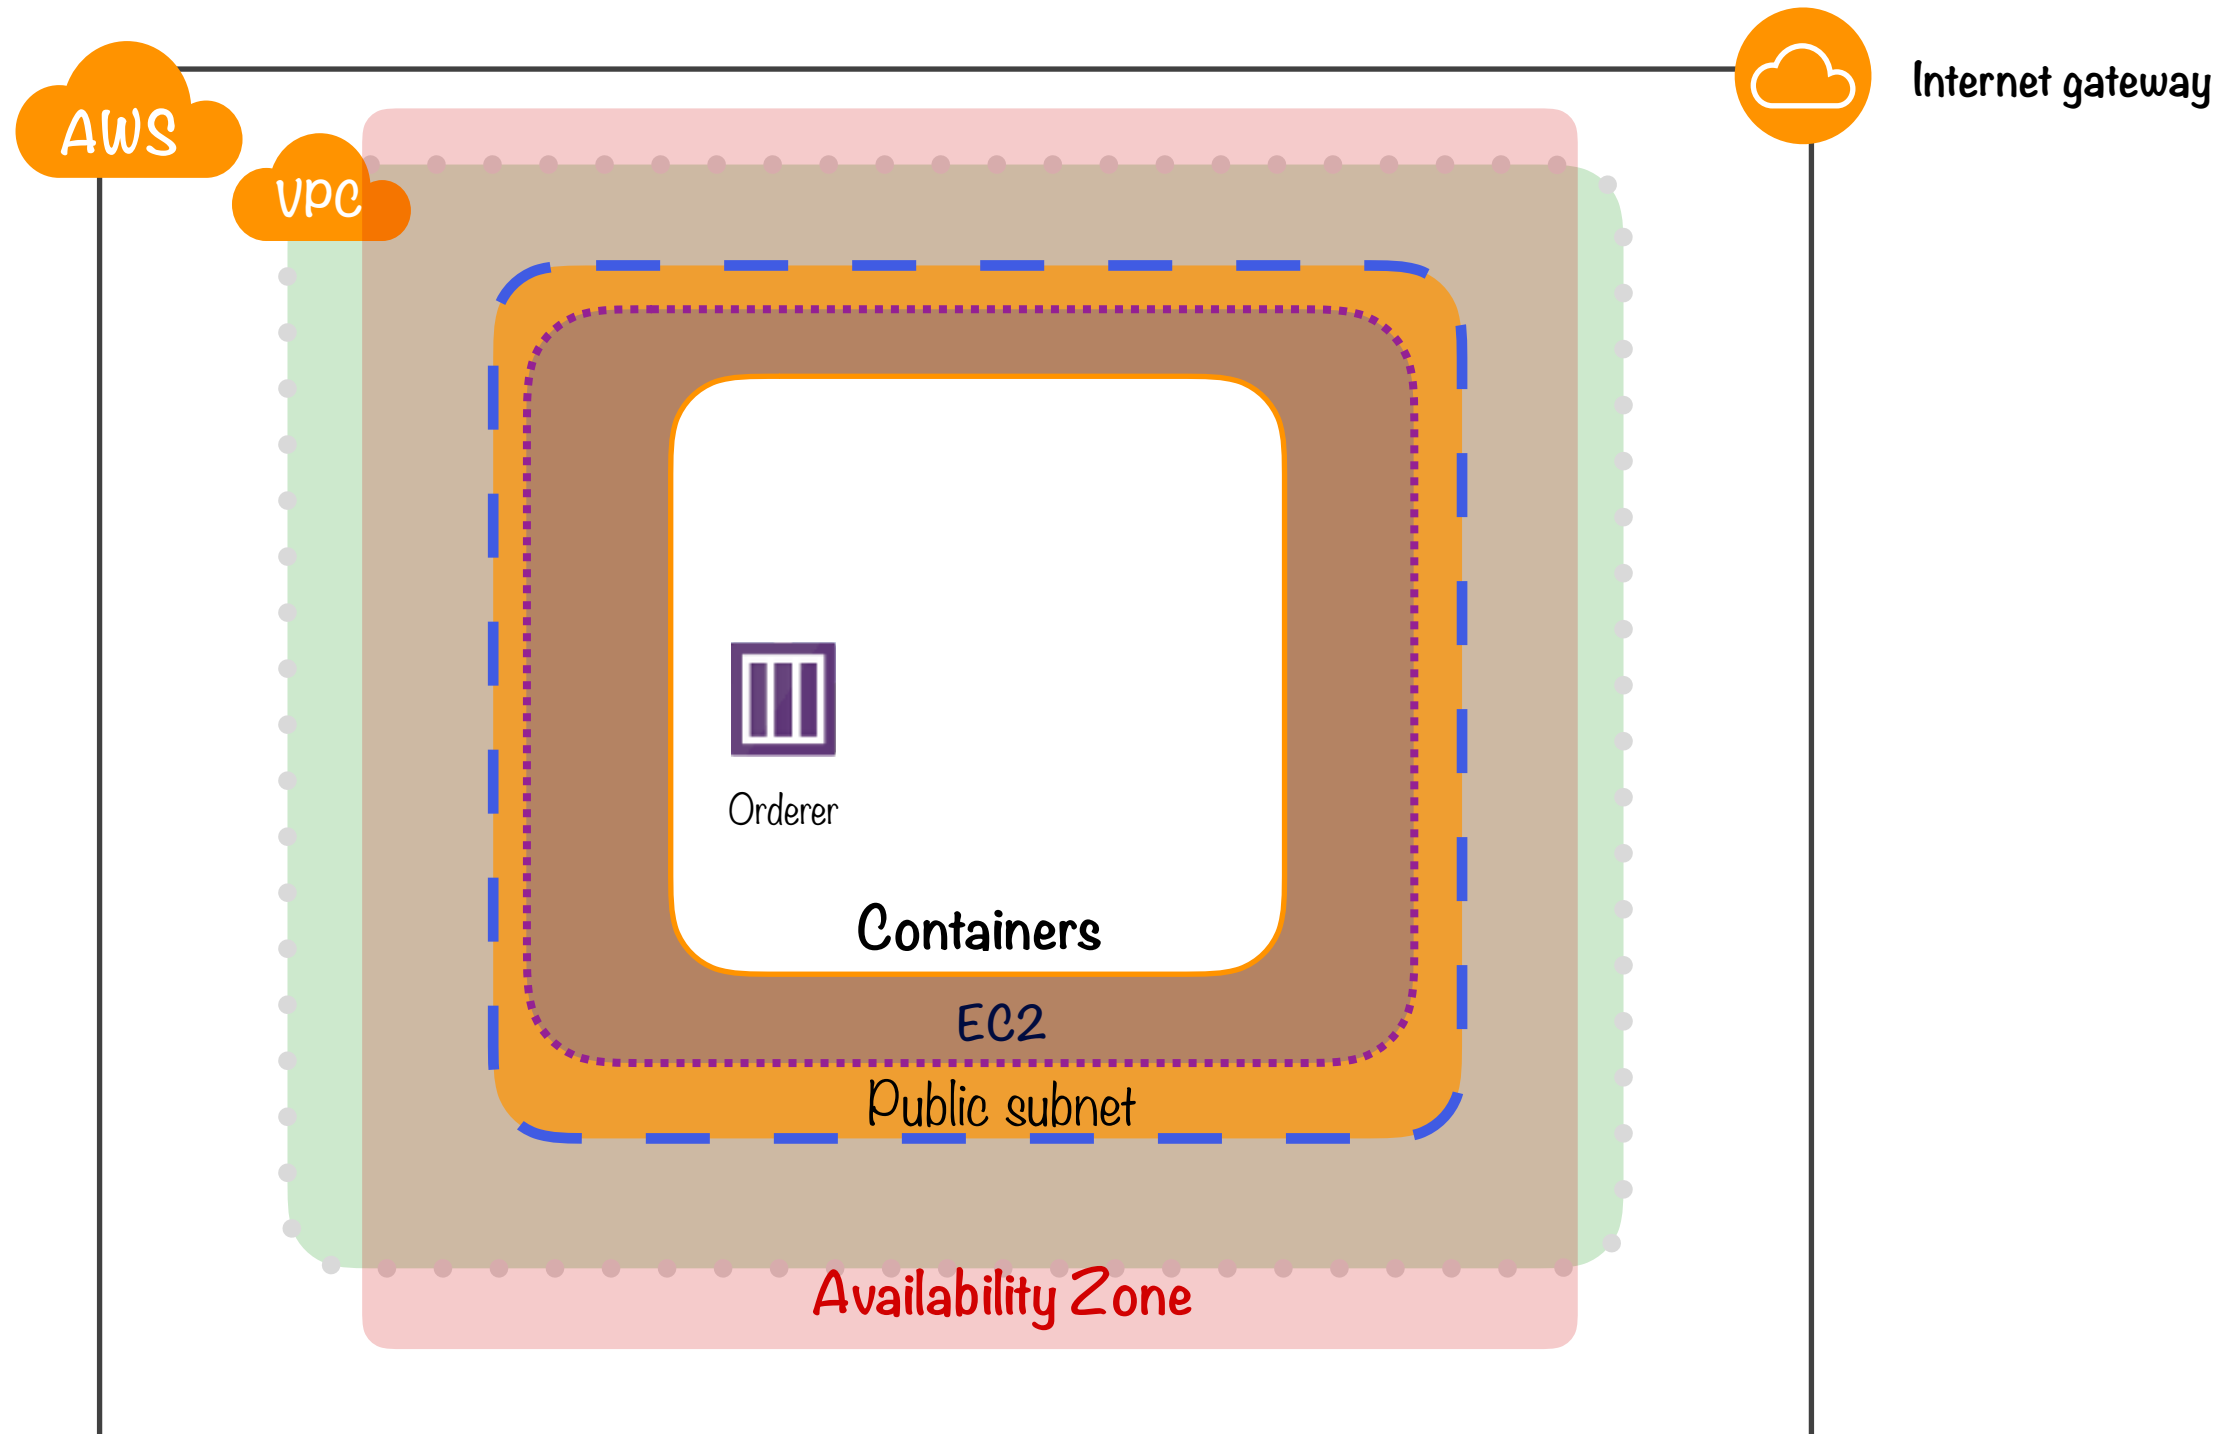 AWS
Internet gateway
VPC
Orderer
Containers
EC2
Public subnet
Availability Zone